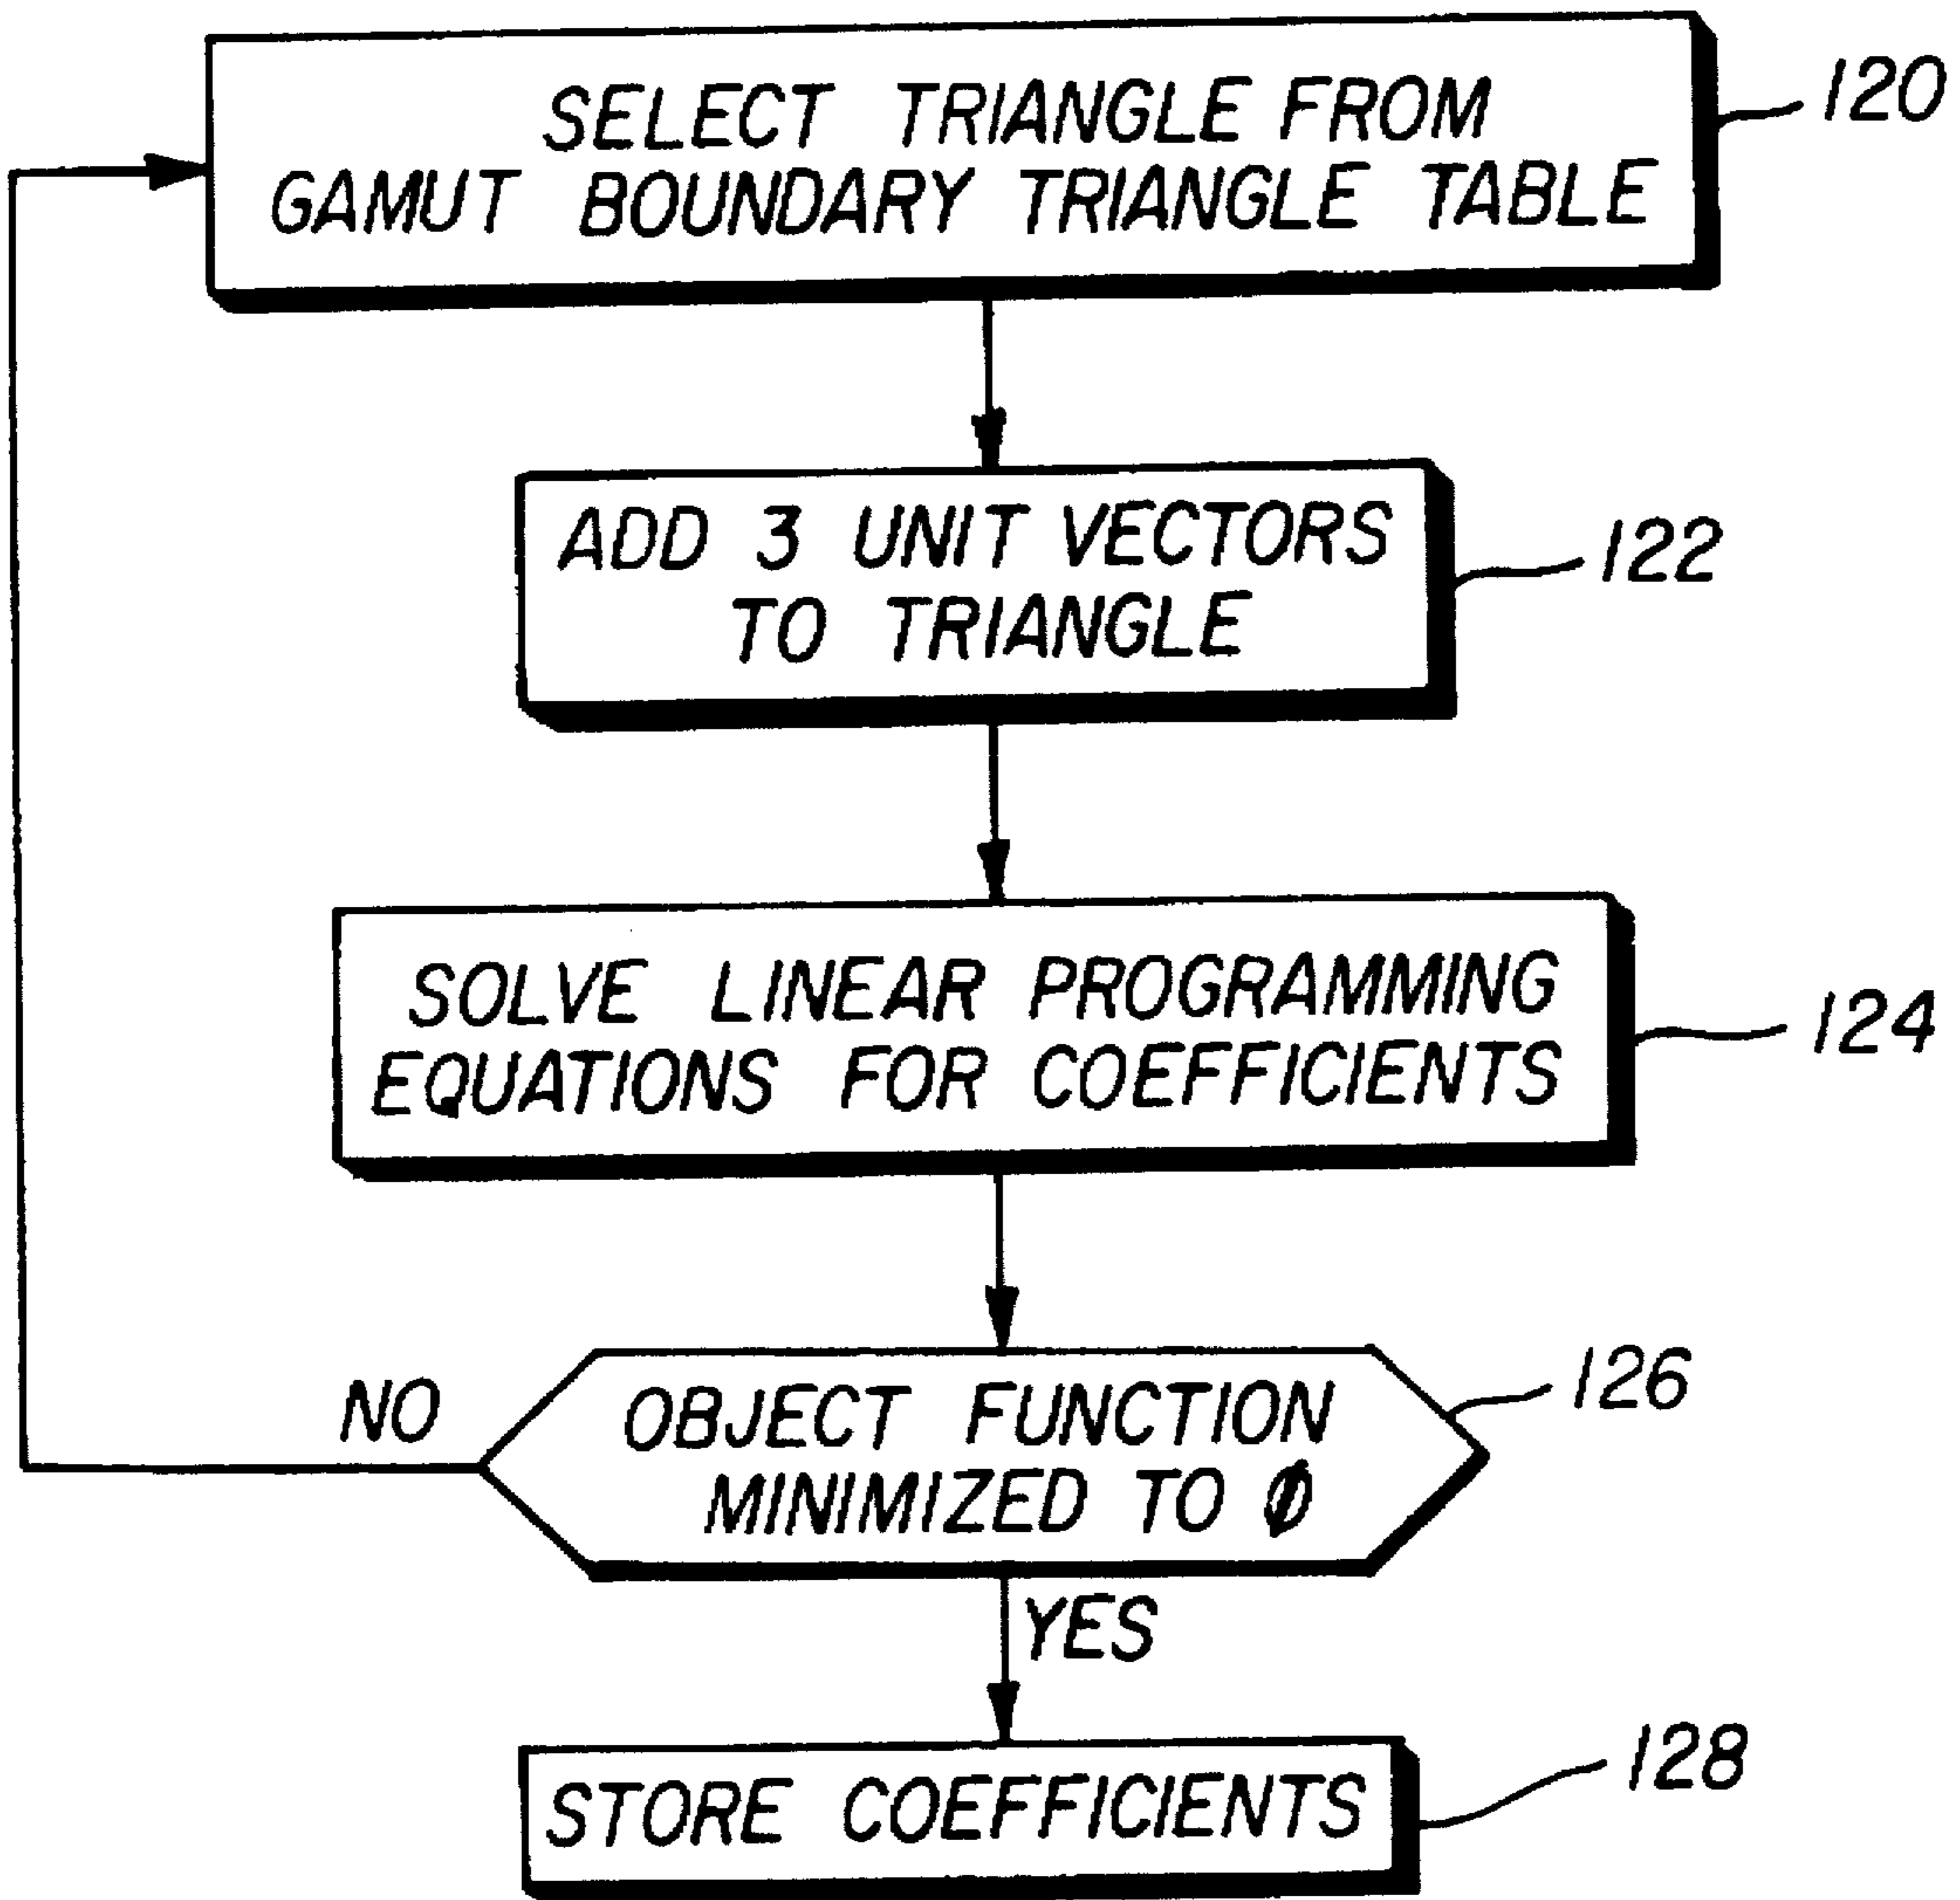 SELECT TRIANGLE FROM
GAMUT BOUNDARY TRIANGLE TABLE
120
ADD 3 UNIT VECTORS
TO TRIANGLE
122
SOLVE LINEAR PROGRAMMING
EQUATIONS FOR COEFFICIENTS
124
NO
OBJECT FUNCTION
MINIMIZED TO Ø
126
YES
STORE COEFFICIENTS
128